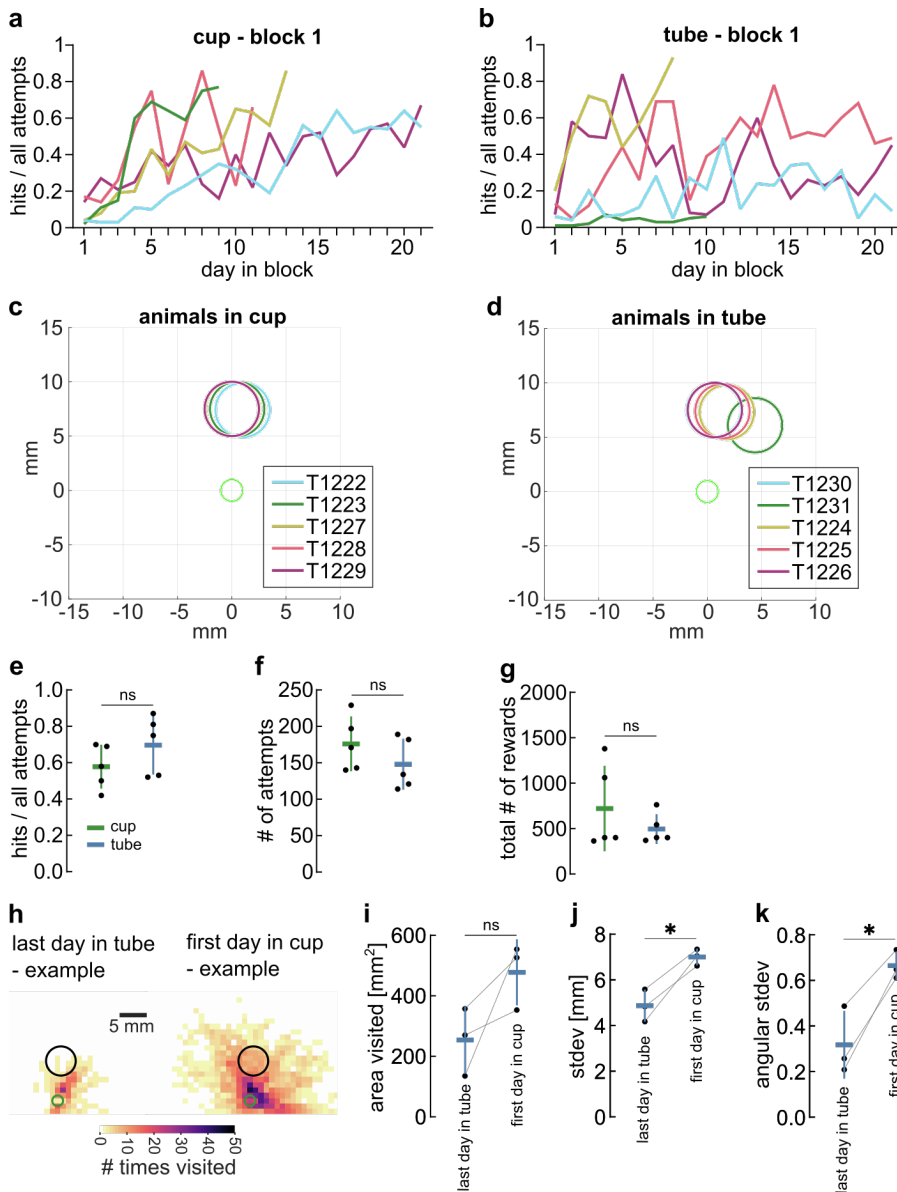 a
cup - block 1
hits / all attempts
1
0.8
0.6
0.4
0.2
0
1 5 10 15 20
day in block
b
tube - block 1
hits / all attempts
1
0.8
0.6
0.4
0.2
0
1 5 10 15 20
day in block
c
animals in cup
mm
15
10
5
0
-5
-10
-15 -10 -5 0 5 10
mm
T1222
T1223
T1227
T1228
T1229
d
animals in tube
mm
15
10
5
0
-5
-10
-15 -10 -5 0 5 10
mm
T1230
T1231
T1224
T1225
T1226
e
hits / all attempts
1.0
0.8
0.6
0.4
0.2
0.0
ns
cup
tube
f
# of attempts
250
200
150
100
50
0
ns
g
total # of rewards
2000
1500
1000
500
0
ns
h
last day in tube
- example
first day in cup
- example
5 mm
0 10 20 30 40 50
# times visited
i
area visited [mm²]
600
400
200
0
ns
last day in tube
first day in cup
j
stdev [mm]
8
6
4
2
0
*
last day in tube
first day in cup
k
angular stdev
0.8
0.6
0.4
0.2
0.0
*
last day in tube
first day in cup